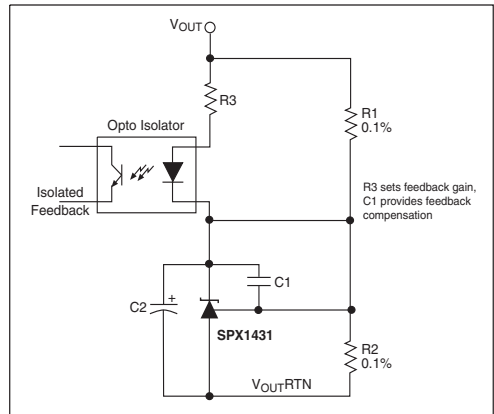 VOUT
R3
R1
0.1%
Opto Isolator
Isolated
Feedback
R3 sets feedback gain,
C1 provides feedback
compensation
C1
C2
+
SPX1431
R2
0.1%
VOUTRTN